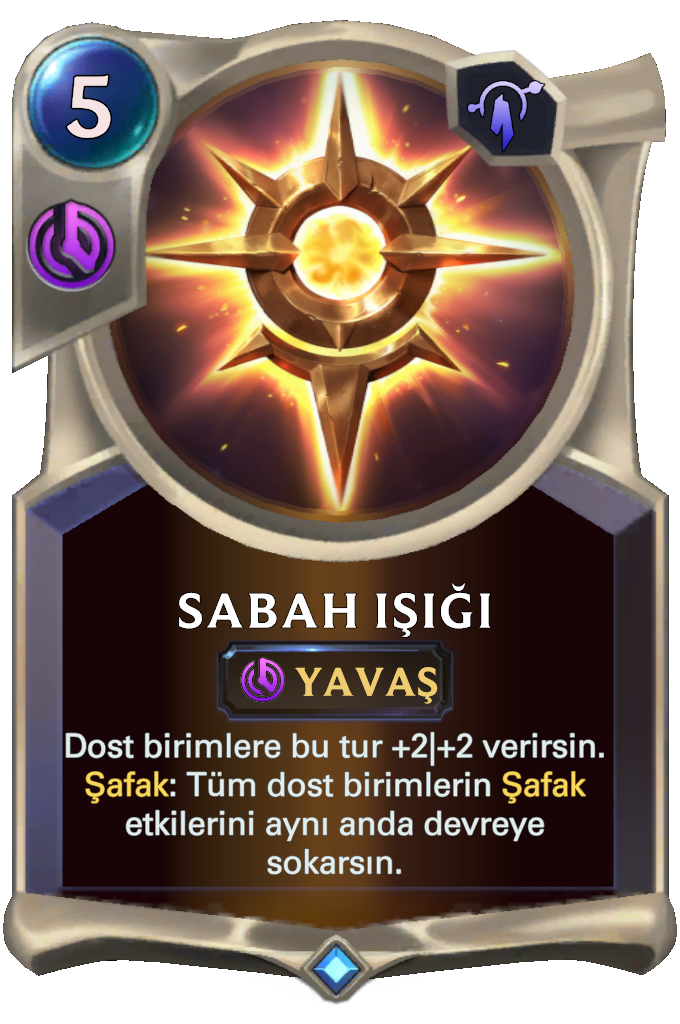 5
SABAH IŞIĞI
YAVAŞ
Dost birimlere bu tur +2|+2 verirsin.
Şafak: Tüm dost birimlerin Şafak
etkilerini aynı anda devreye
sokarsın.